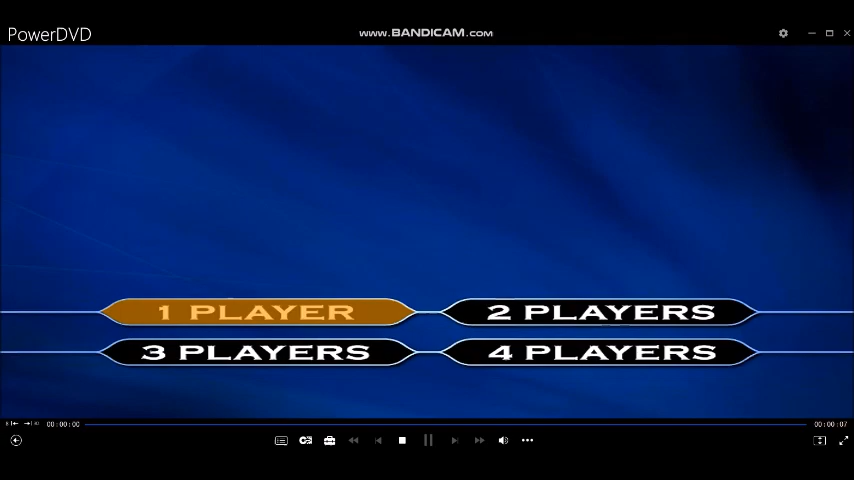 PowerDVD
www.BANDICAM.com
1 PLAYER
2 PLAYERS
3 PLAYERS
4 PLAYERS
00:00:00
00:00:07